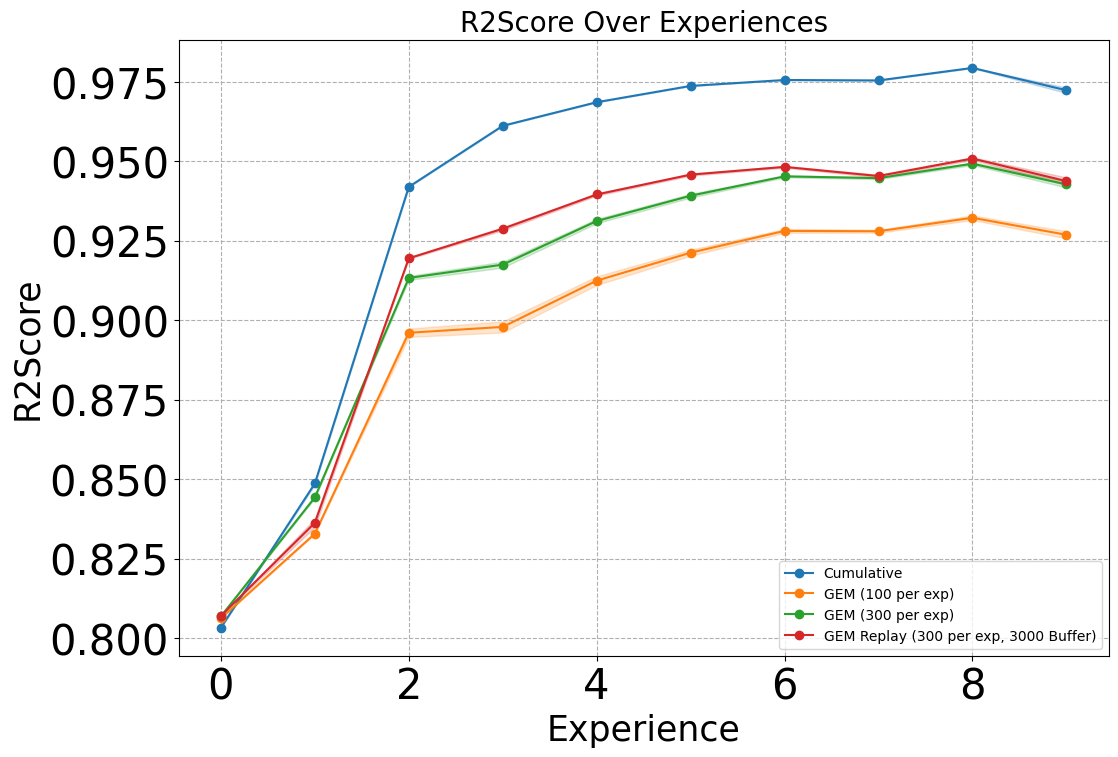 R2Score Over Experiences
R2Score
0.975
0.950
0.925
0.900
0.875
0.850
0.825
0.800
0 2 4 6 8
Experience
Cumulative
GEM (100 per exp)
GEM (300 per exp)
GEM Replay (300 per exp, 3000 Buffer)